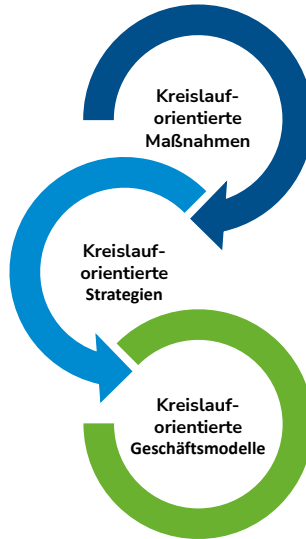 Kreislauf-
orientierte
Maßnahmen
Kreislauf-
orientierte
Strategien
Kreislauf-
orientierte
Geschäftsmodelle